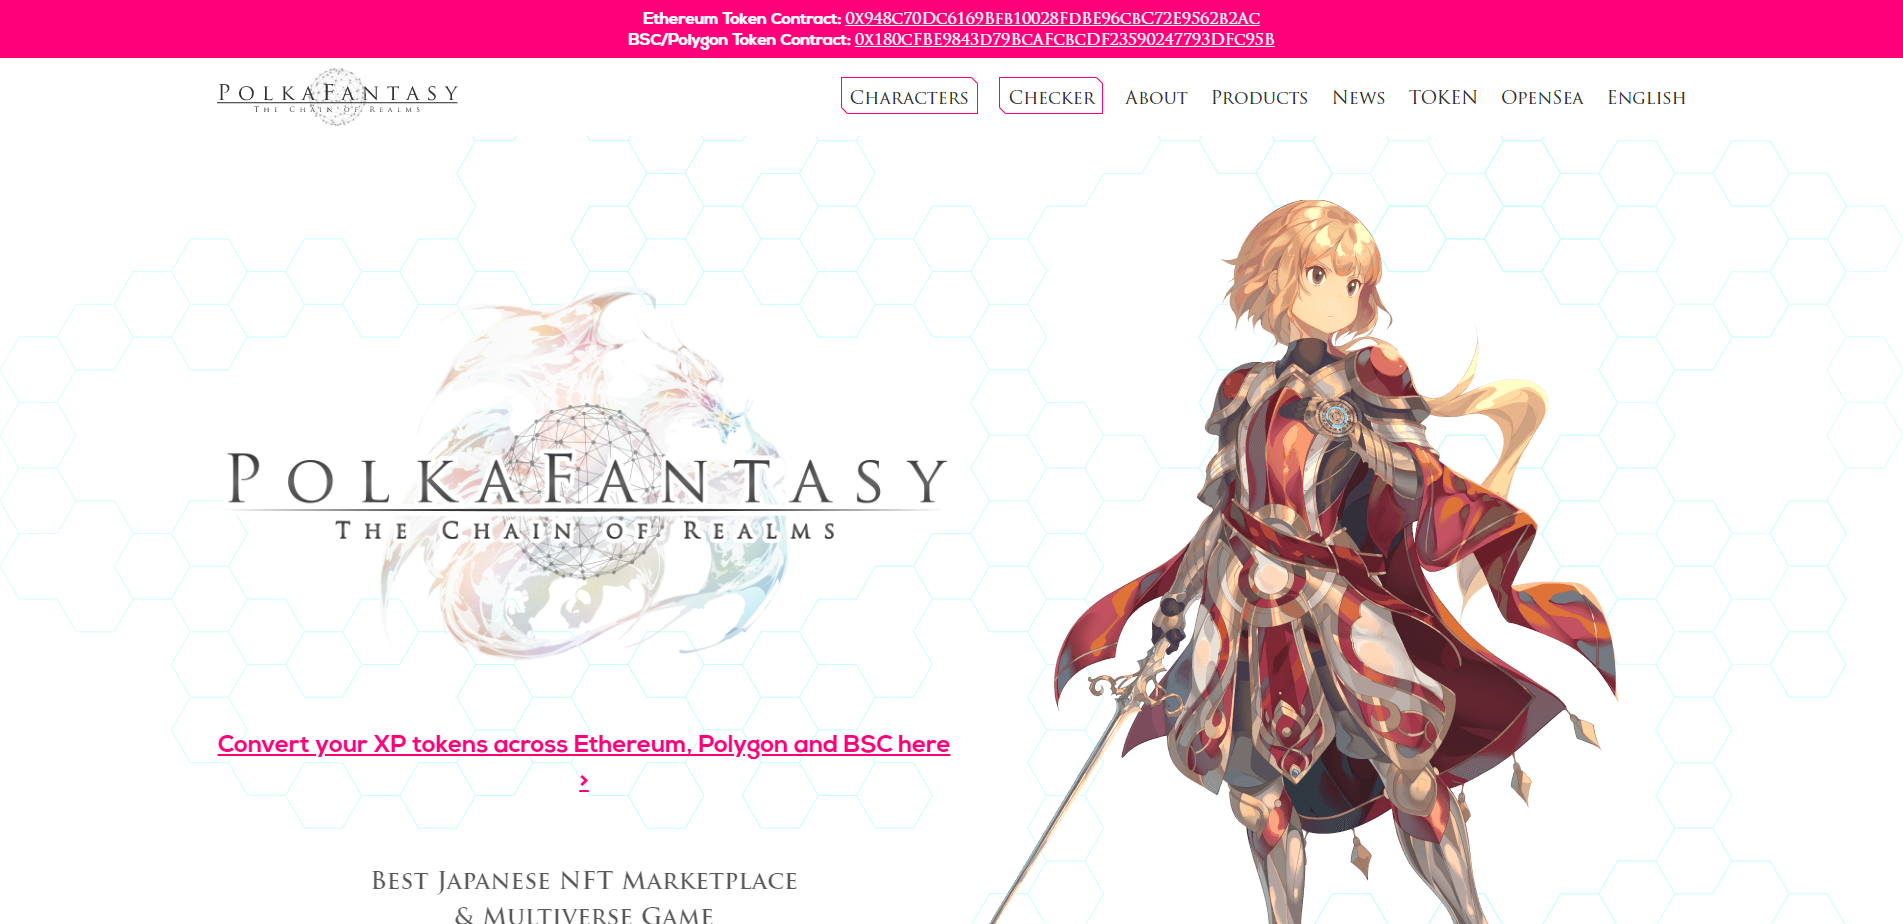 Ethereum Token Contract: 0x948c70Dc6169Bfb10028FdBE96cbC72E9562b2Ac
BSC/Polygon Token Contract: 0x180cFBE9843d79BCAFCbCDF23590247793DFc95B
PolkaFantasy
The Chain of Realms
Characters
Checker
About
Products
News
TOKEN
OpenSea
English
PolkaFantasy
The Chain of Realms
Convert your XP tokens across Ethereum, Polygon and BSC here
>
Best Japanese NFT Marketplace
& Multiverse Game